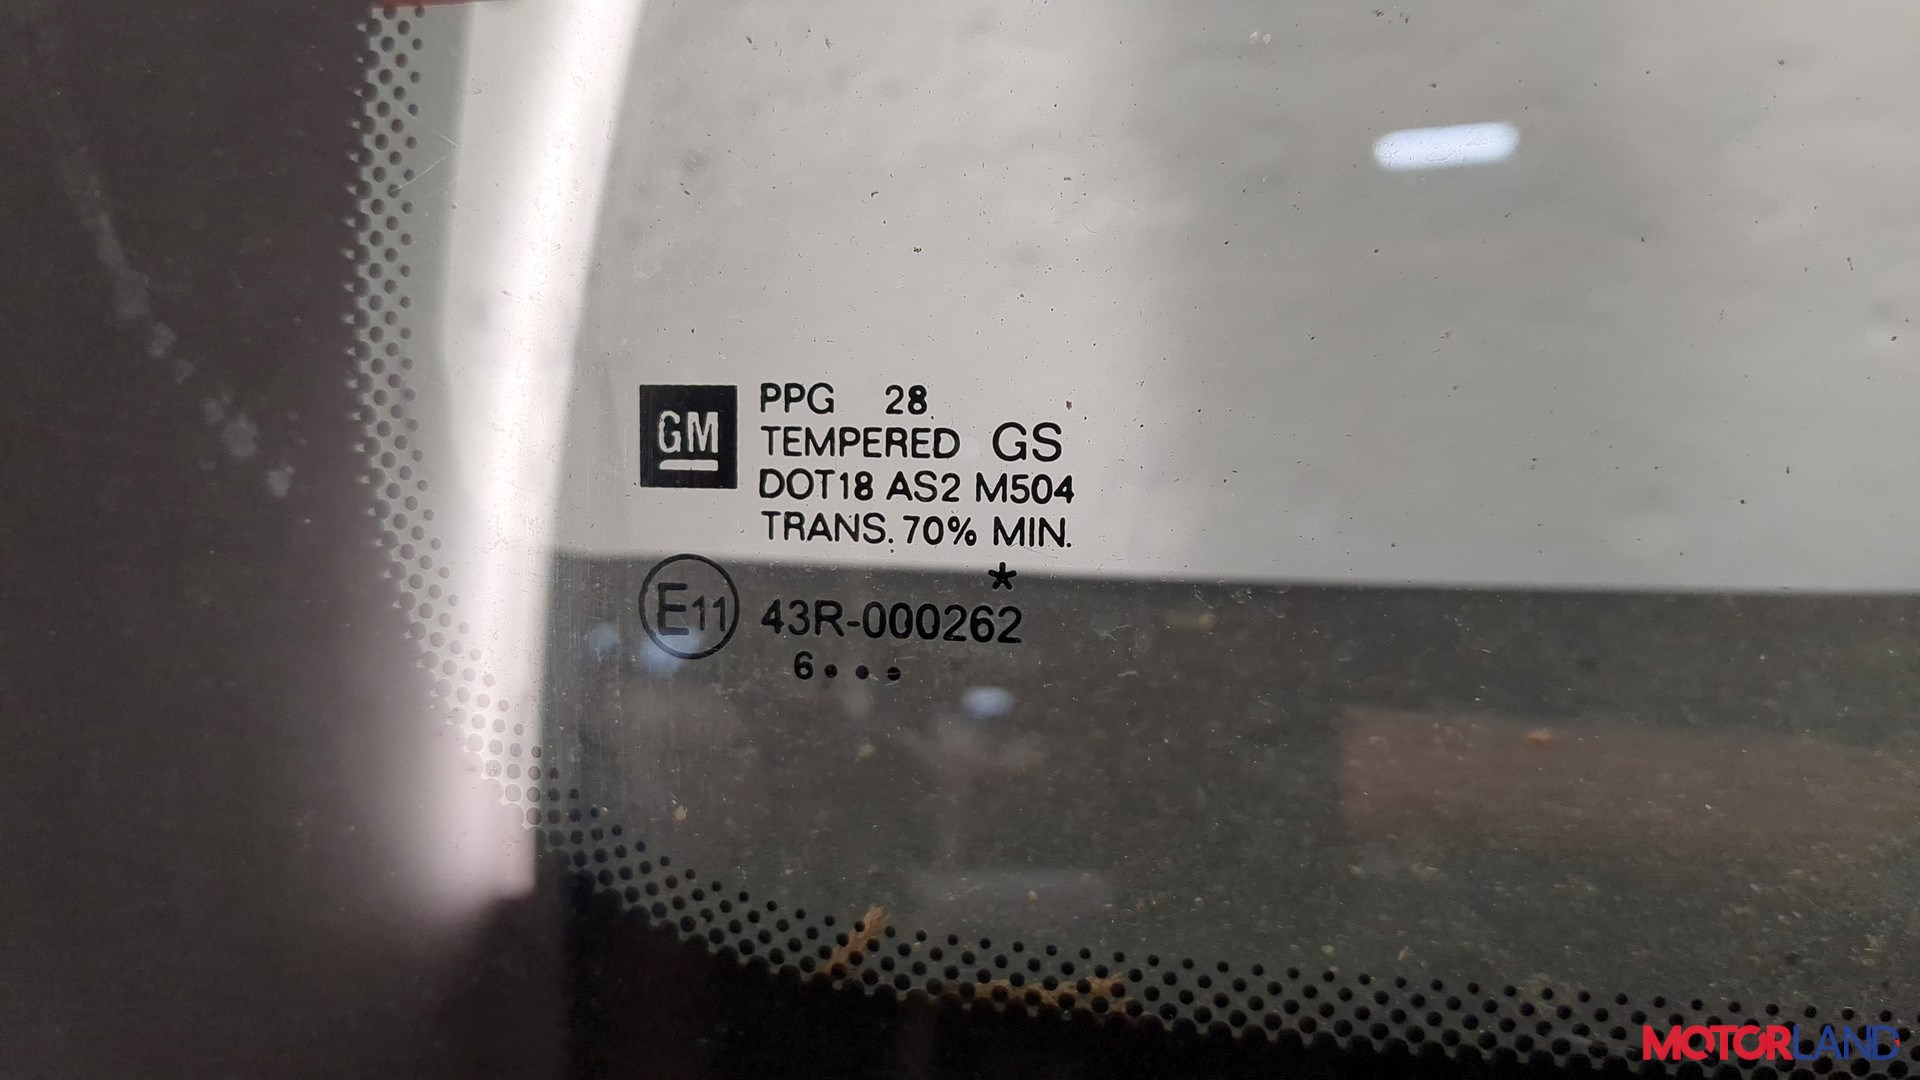 GM
PPG 28
TEMPERED GS
DOT18 AS2 M504
TRANS. 70% MIN.
*
E11 43R-000262
6•••
MOTORLAND